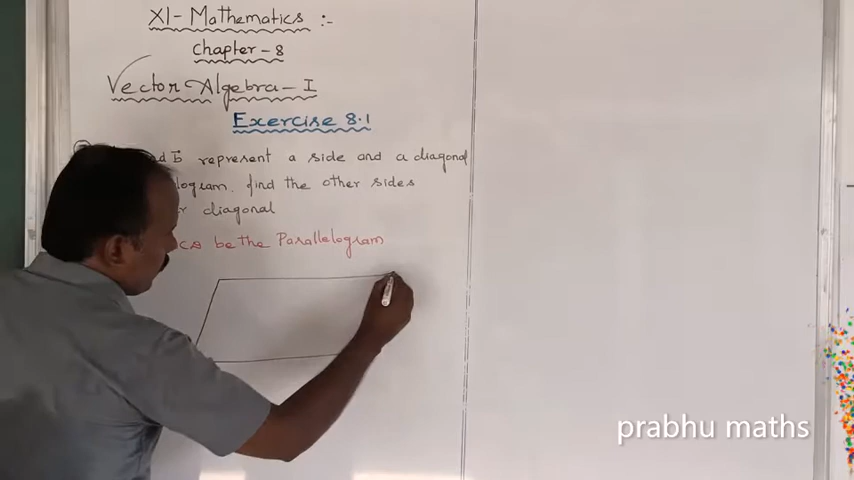 XI- Mathematics :-
Chapter - 8
Vector Algebra - I
Exercise 8.1
b represent a side and a diagonal
find the other sides
diagonal
be the Parallelogram
prabhu maths